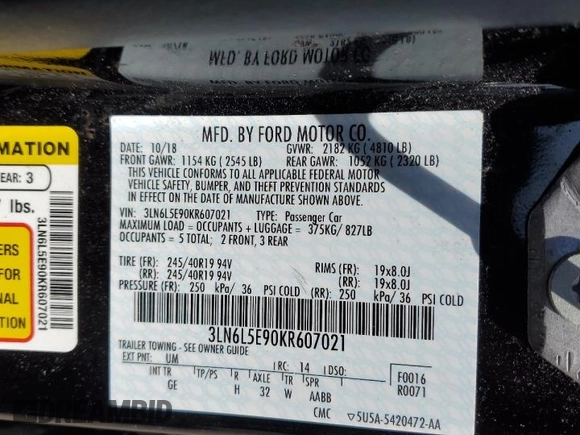 MFD. BY FORD MOTOR CO.
MFD. BY FORD MOTOR CO.
10/18 GVWR: 2182 KG ( 4810 LB)
FRONT GAWR: 1154 KG ( 2545 LB) REAR GAWR: 1052 KG ( 2320 LB)
THIS VEHICLE CONFORMS TO ALL APPLICABLE FEDERAL MOTOR
VEHICLE SAFETY, BUMPER, AND THEFT PREVENTION STANDARDS IN
EFFECT ON THE DATE OF MANUFACTURE SHOWN ABOVE.
VIN: 3LN6L5E90KR607021 TYPE: Passenger Car
MAXIMUM LOAD = OCCUPANTS + LUGGAGE = 375KG/ 827LB
OCCUPANTS = 5 TOTAL; 2 FRONT, 3 REAR
TIRE (FR): 245/40R19 94V RIMS (FR): 19x8.0J
(RR): 245/40R19 94V (RR): 19x8.0J
PRESSURE (FR): 250 kPa/ 36 PSI COLD (RR): 250 kPa/ 36 PSI COLD
3LN6L5E90KR607021
TRAILER TOWING - SEE OWNER GUIDE
EXT PNT: UM RC: 14 DSO: F0016
R0071
INT TR TP/PS R AXLE TR SPR
GE H 32 W AABB
CMC 5U5A-5420472-AA
MATION
EAR: 3
lbs.
ERS
FOR
NAL
3LN6L5E90KR607021